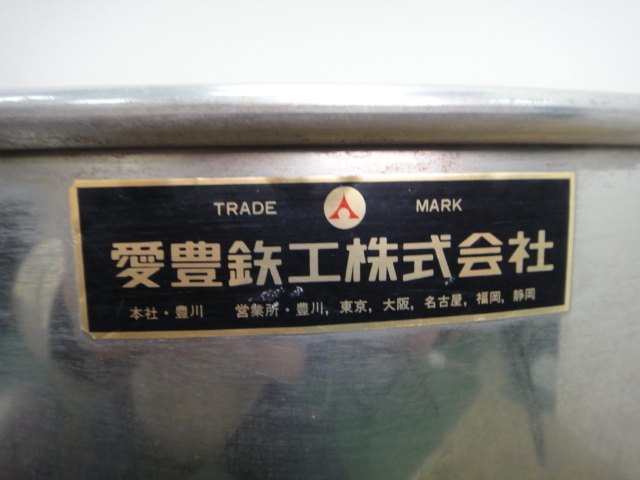 TRADE MARK
愛豊鉄工株式会社
本社・豊川 営業所・豊川, 東京, 大阪, 名古屋, 福岡, 静岡